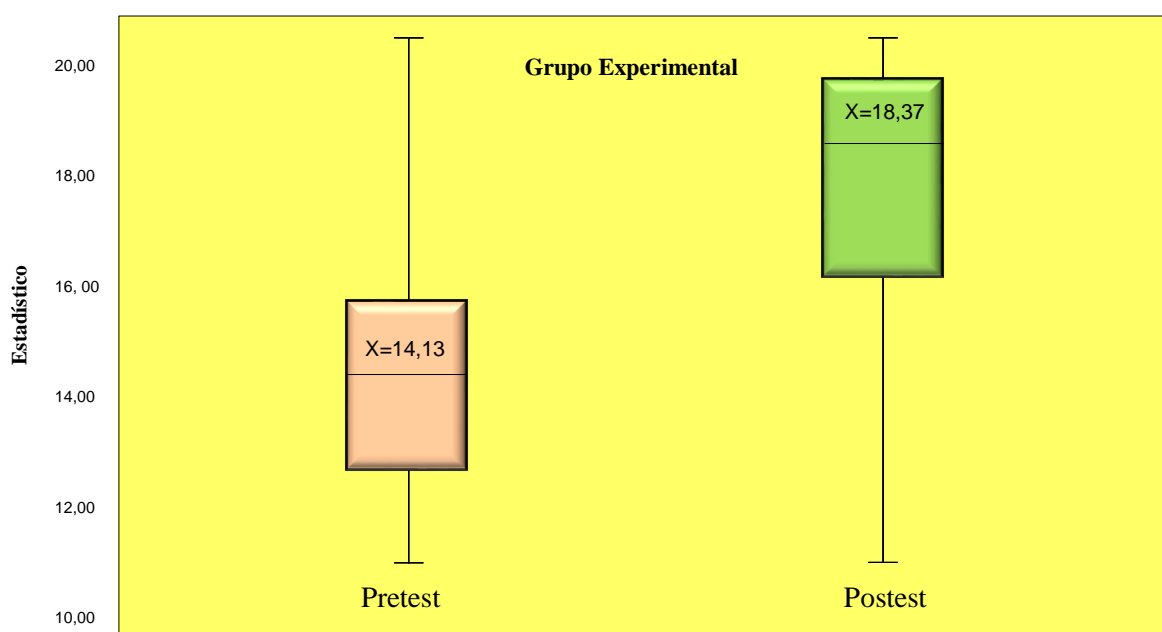 Grupo Experimental
Estadístico
20,00
18,00
16, 00
14,00
12,00
10,00
X=14,13
X=18,37
Pretest
Postest